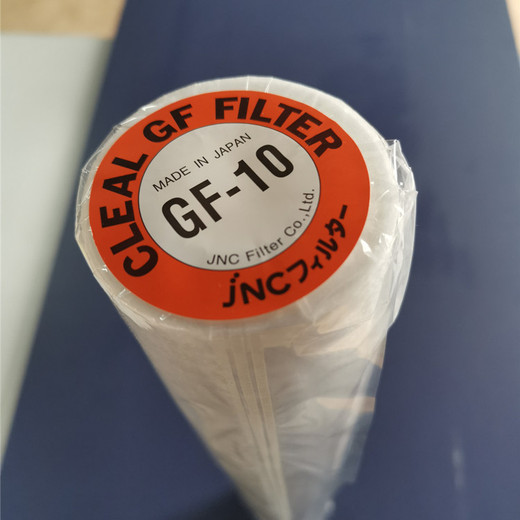 CLEAL GF FILTER
MADE IN JAPAN
GF-10
JNC Filter Co.,Ltd.
JNCフィルター